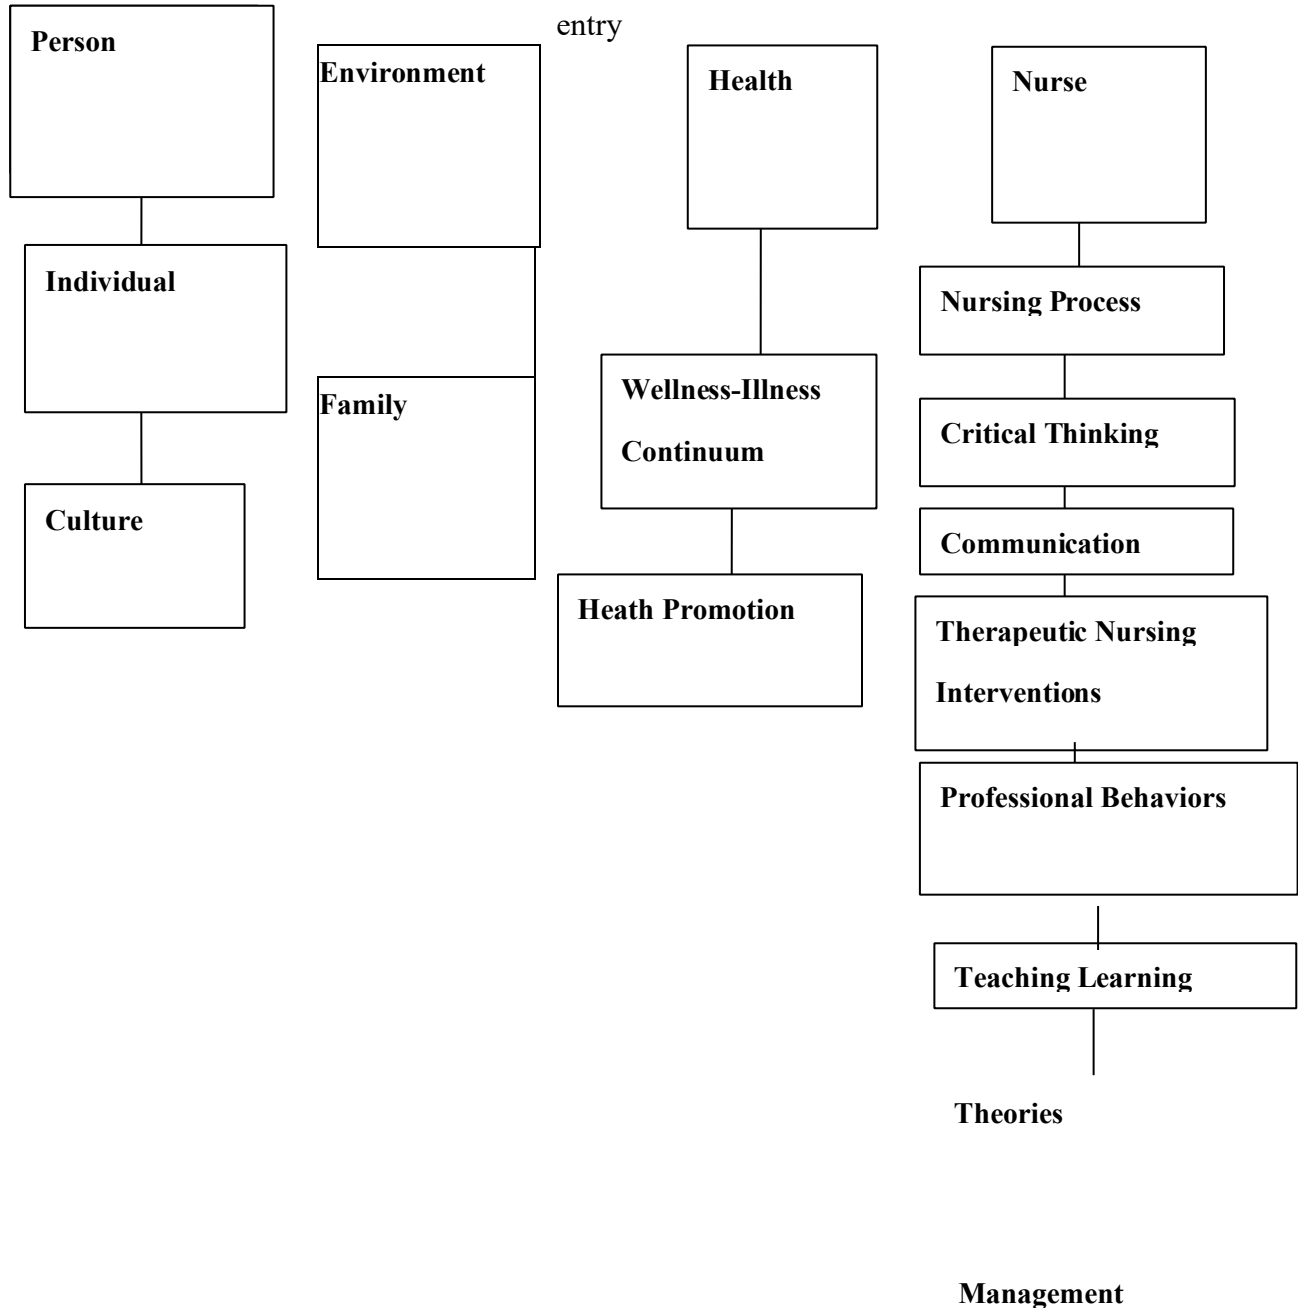 entry
Person
Individual
Culture
Environment
Family
Health
Wellness-Illness
Continuum
Heath Promotion
Nurse
Nursing Process
Critical Thinking
Communication
Therapeutic Nursing
Interventions
Professional Behaviors
Teaching Learning
Theories
Management